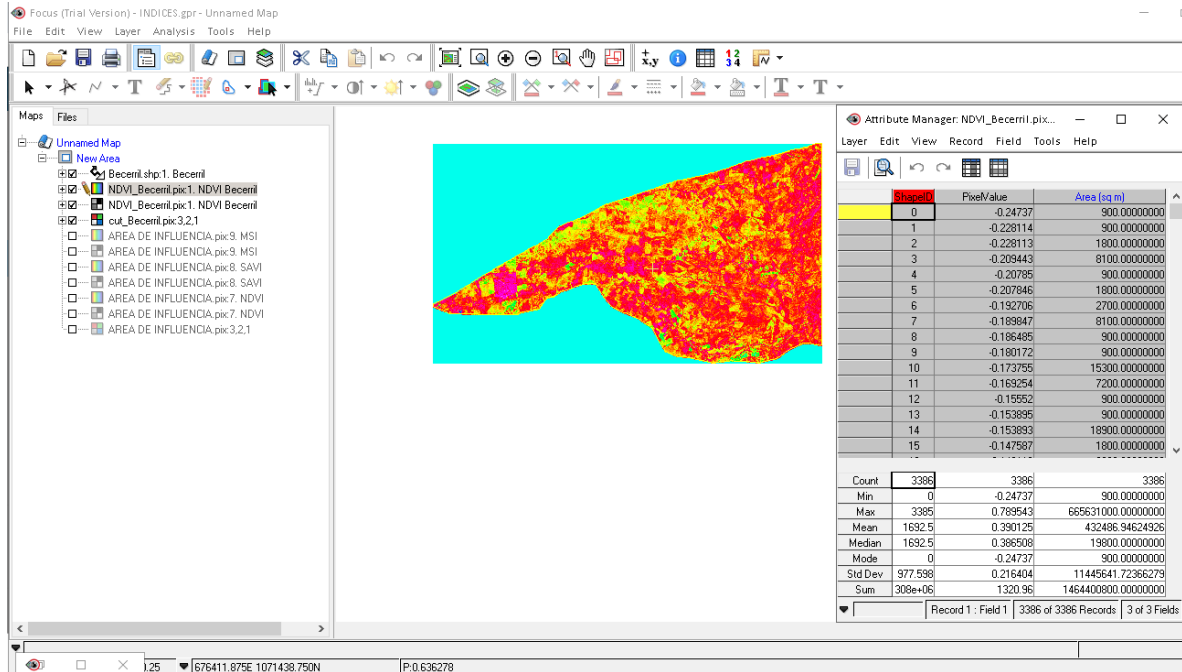 Focus (Trial Version) - INDICES.gpr - Unnamed Map
File Edit View Layer Analysis Tools Help
Maps Files
Unnamed Map
New Area
Becerril.shp:1. Becerril
NDVI_Becerril.pix:1. NDVI Becerril
NDVI_Becerril.pix:1. NDVI Becerril
cut_Becerril.pix:3,2,1
AREA DE INFLUENCIA.pix:9. MSI
AREA DE INFLUENCIA.pix:9. MSI
AREA DE INFLUENCIA.pix:8. SAVI
AREA DE INFLUENCIA.pix:8. SAVI
AREA DE INFLUENCIA.pix:7. NDVI
AREA DE INFLUENCIA.pix:7. NDVI
AREA DE INFLUENCIA.pix:3,2,1
Attribute Manager: NDVI_Becerril.pix...
Layer Edit View Record Field Tools Help
ShapeID PixelValue Area (sq m)
0 -0.24737 900.00000000
1 -0.228114 900.00000000
2 -0.228113 1800.00000000
3 -0.209443 8100.00000000
4 -0.20785 900.00000000
5 -0.207846 1800.00000000
6 -0.192706 2700.00000000
7 -0.189847 8100.00000000
8 -0.186485 900.00000000
9 -0.180172 900.00000000
10 -0.173755 15300.00000000
11 -0.169254 7200.00000000
12 -0.15552 900.00000000
13 -0.153895 900.00000000
14 -0.153893 18900.00000000
15 -0.147587 1800.00000000
Count 3386 3386 3386
Min 0 -0.24737 900.00000000
Max 3385 0.789543 665631000.00000000
Mean 1692.5 0.390125 432486.94624926
Median 1692.5 0.386508 19800.00000000
Mode 0 -0.24737 900.00000000
Std Dev 977.598 0.216404 11445641.72366279
Sum 308e+06 1320.96 1464400800.00000000
Record 1 : Field 1 3386 of 3386 Records 3 of 3 Fields
676411.875E 1071438.750N P:0.636278